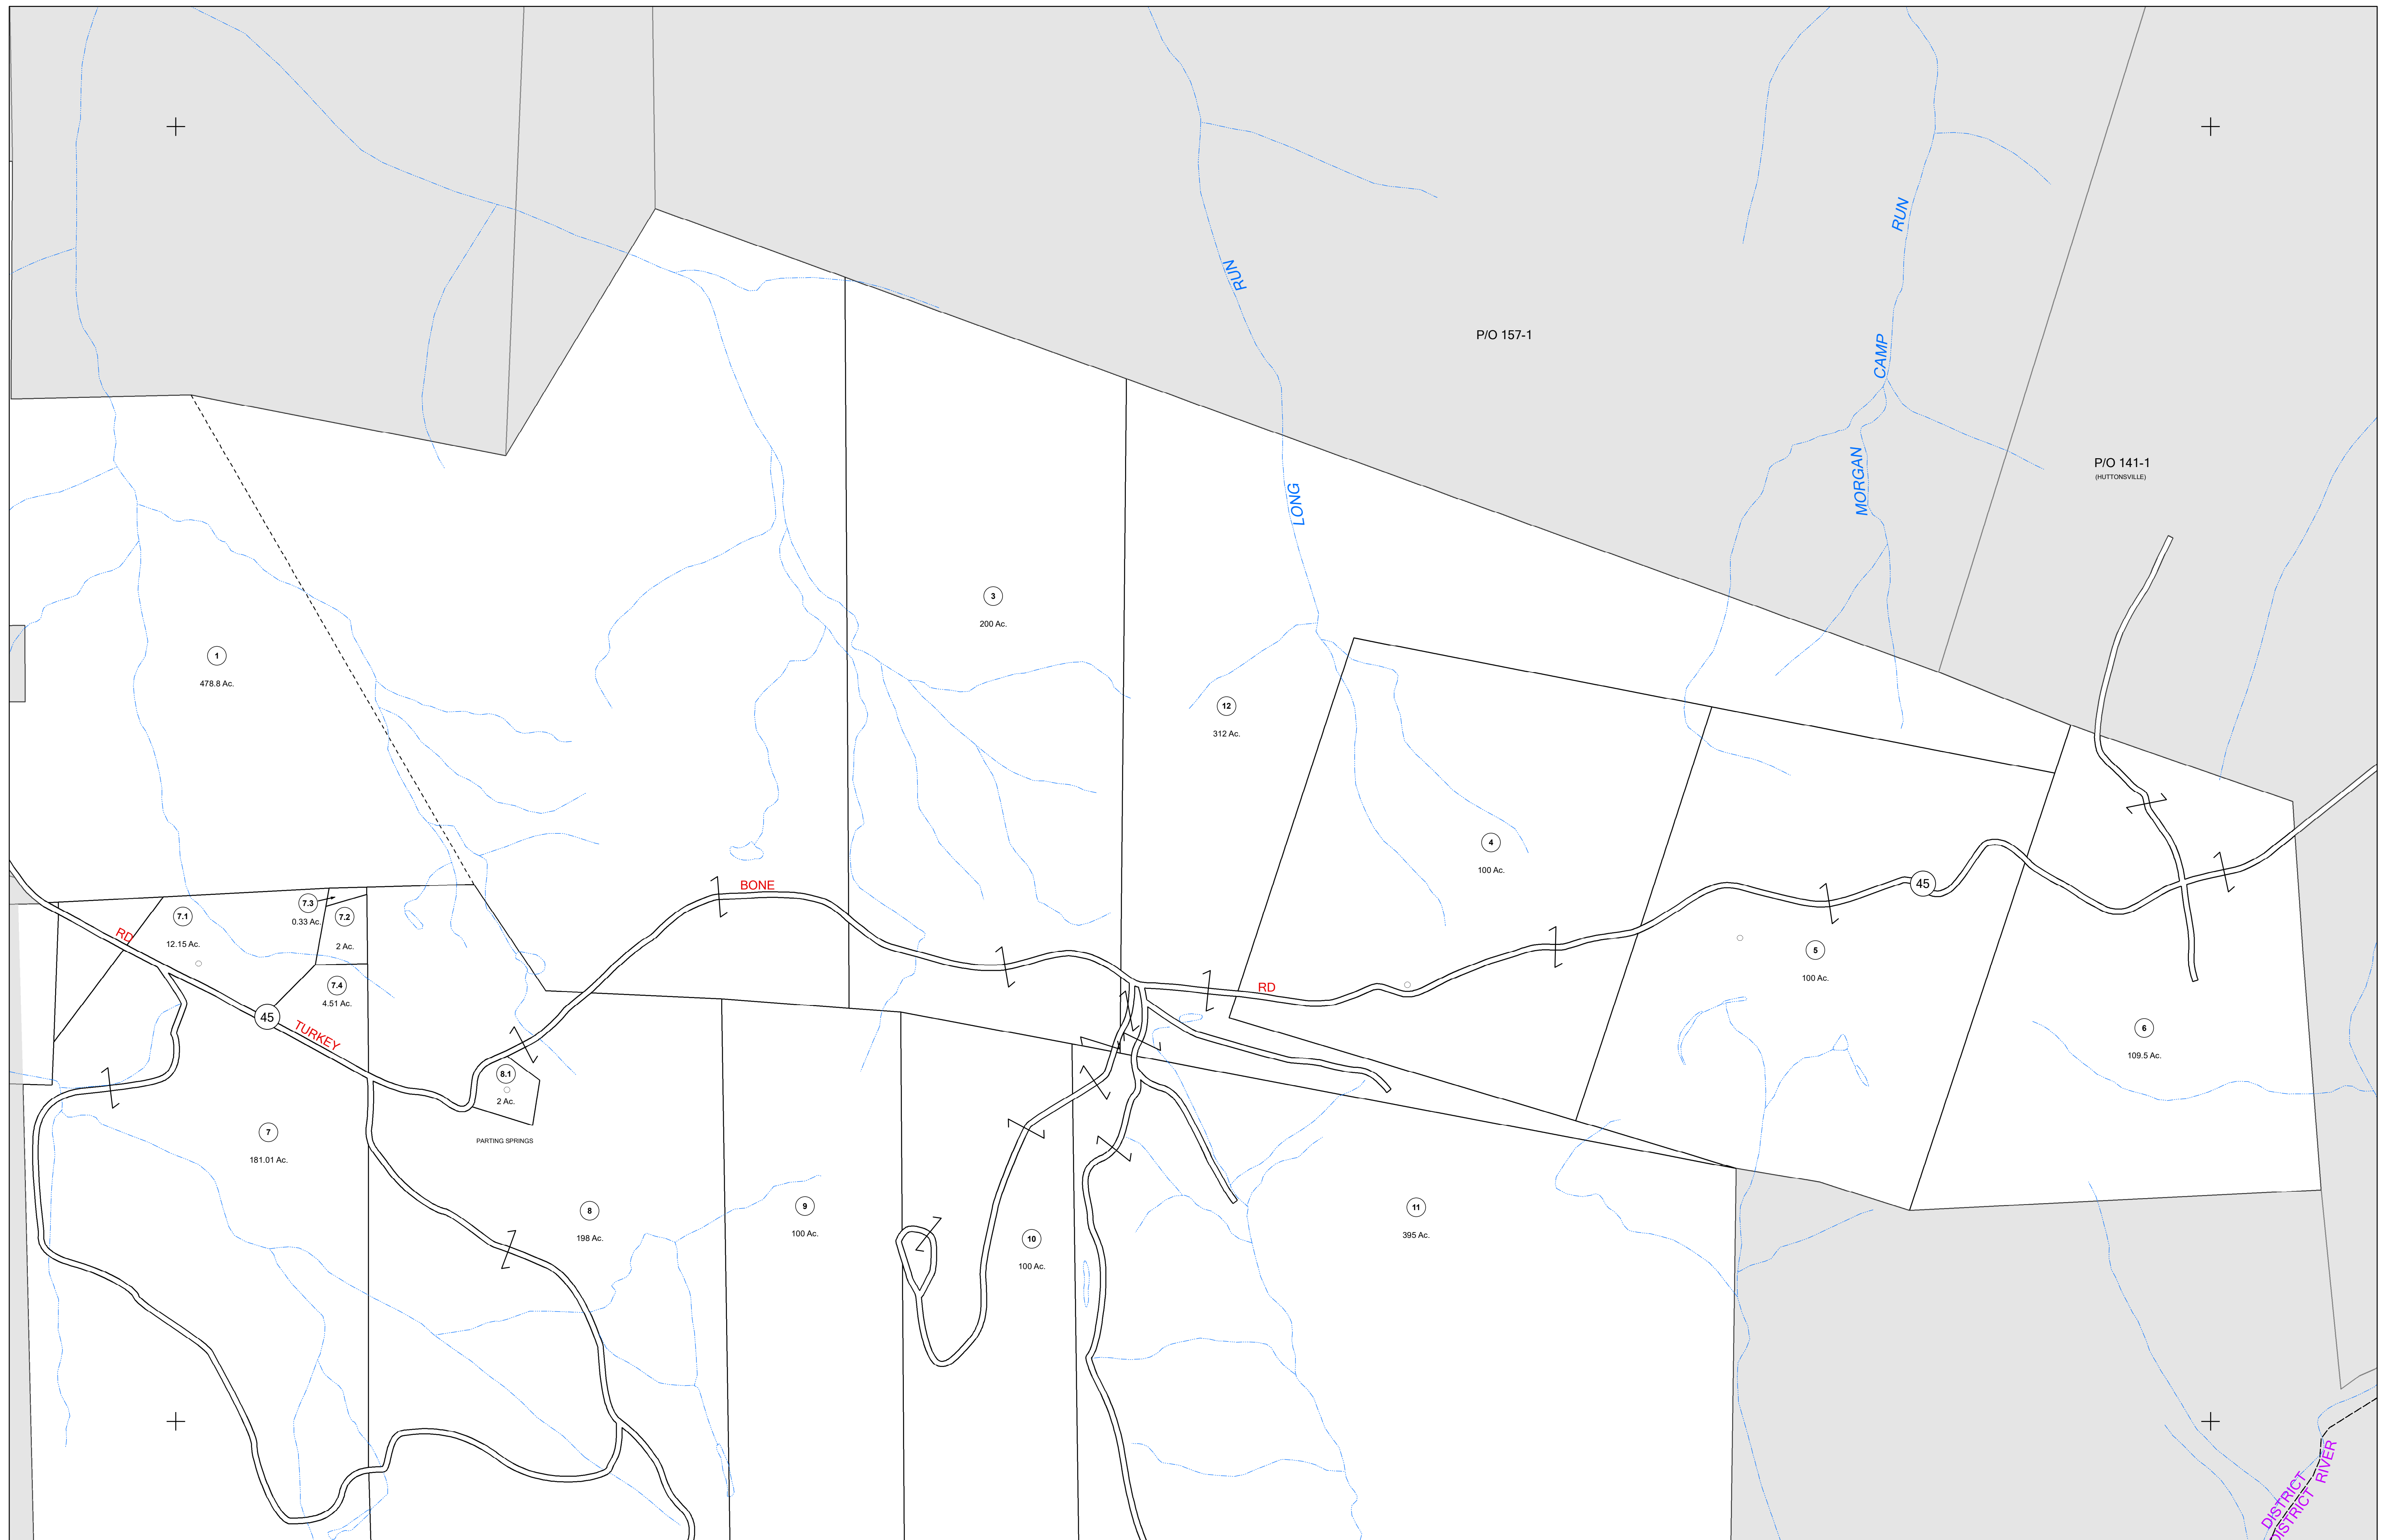 RUN
RUN
P/O 157-1
CAMP
P/O 141-1
(HUTTONSVILLE)
LONG
MORGAN
3
200 Ac.
1
478.8 Ac.
12
312 Ac.
4
100 Ac.
BONE
45
7.3
0.33 Ac.
7.2
2 Ac.
7.1
12.15 Ac.
RD
5
100 Ac.
7.4
4.51 Ac.
RD
45
TURKEY
6
109.5 Ac.
8.1
2 Ac.
PARTING SPRINGS
7
181.01 Ac.
8
198 Ac.
9
100 Ac.
10
100 Ac.
11
395 Ac.
RIVER
DISTRICT
DISTRICT